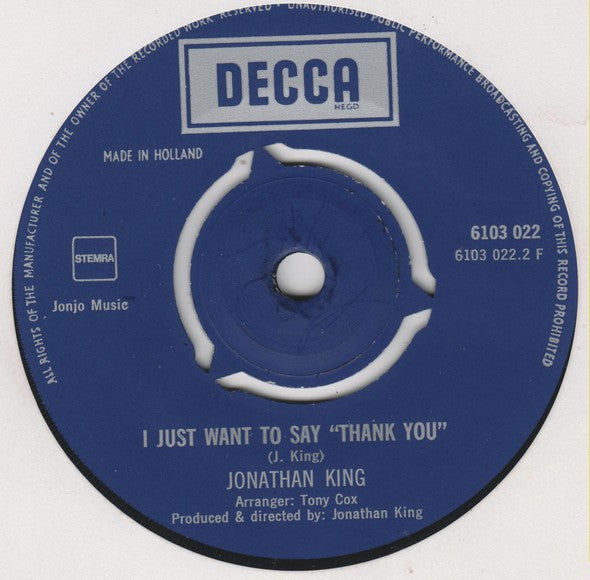 ALL RIGHTS OF THE MANUFACTURER AND OF THE OWNER OF THE RECORDED WORK RESERVED • UNAUTHORISED PUBLIC PERFORMANCE BROADCASTING AND COPYING OF THIS RECORD PROHIBITED
DECCA
REGD.
MADE IN HOLLAND
6103 022
6103 022.2 F
STEMRA
Jonjo Music
I JUST WANT TO SAY "THANK YOU"
(J. King)
JONATHAN KING
Arranger: Tony Cox
Produced & directed by: Jonathan King